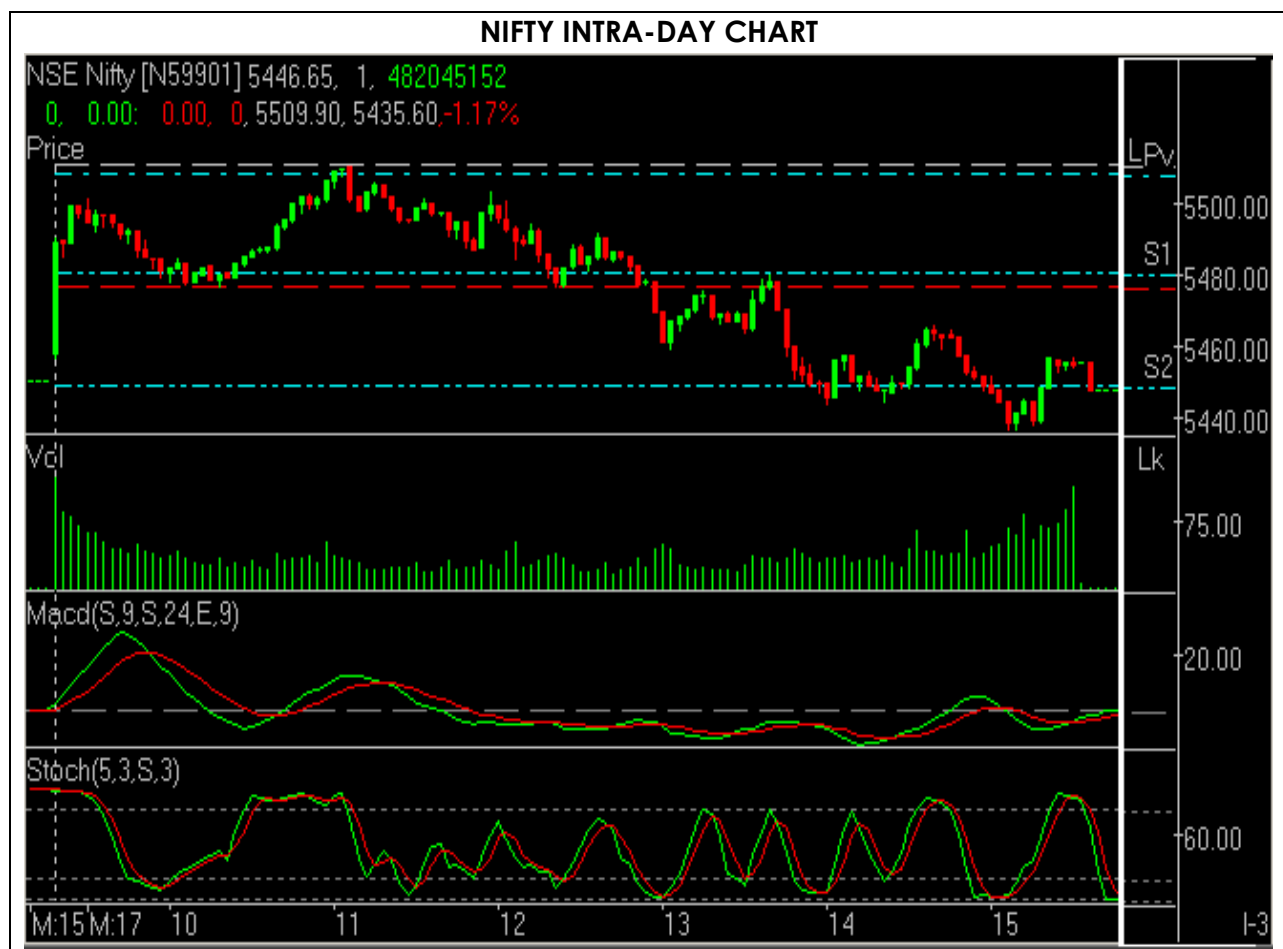 NIFTY INTRA-DAY CHART
NSE Nifty [N59901] 5446.65, 1, 482045152
0, 0.00: 0.00, 0, 5509.90, 5435.60,-1.17%
Price
LPv
5500.00
S1
5480.00
5460.00
S2
5440.00
Vol
Lk
75.00
Macd(S,9,S,24,E,9)
20.00
Stoch(5,3,S,3)
60.00
M:15 M:17 10 11 12 13 14 15 I-3